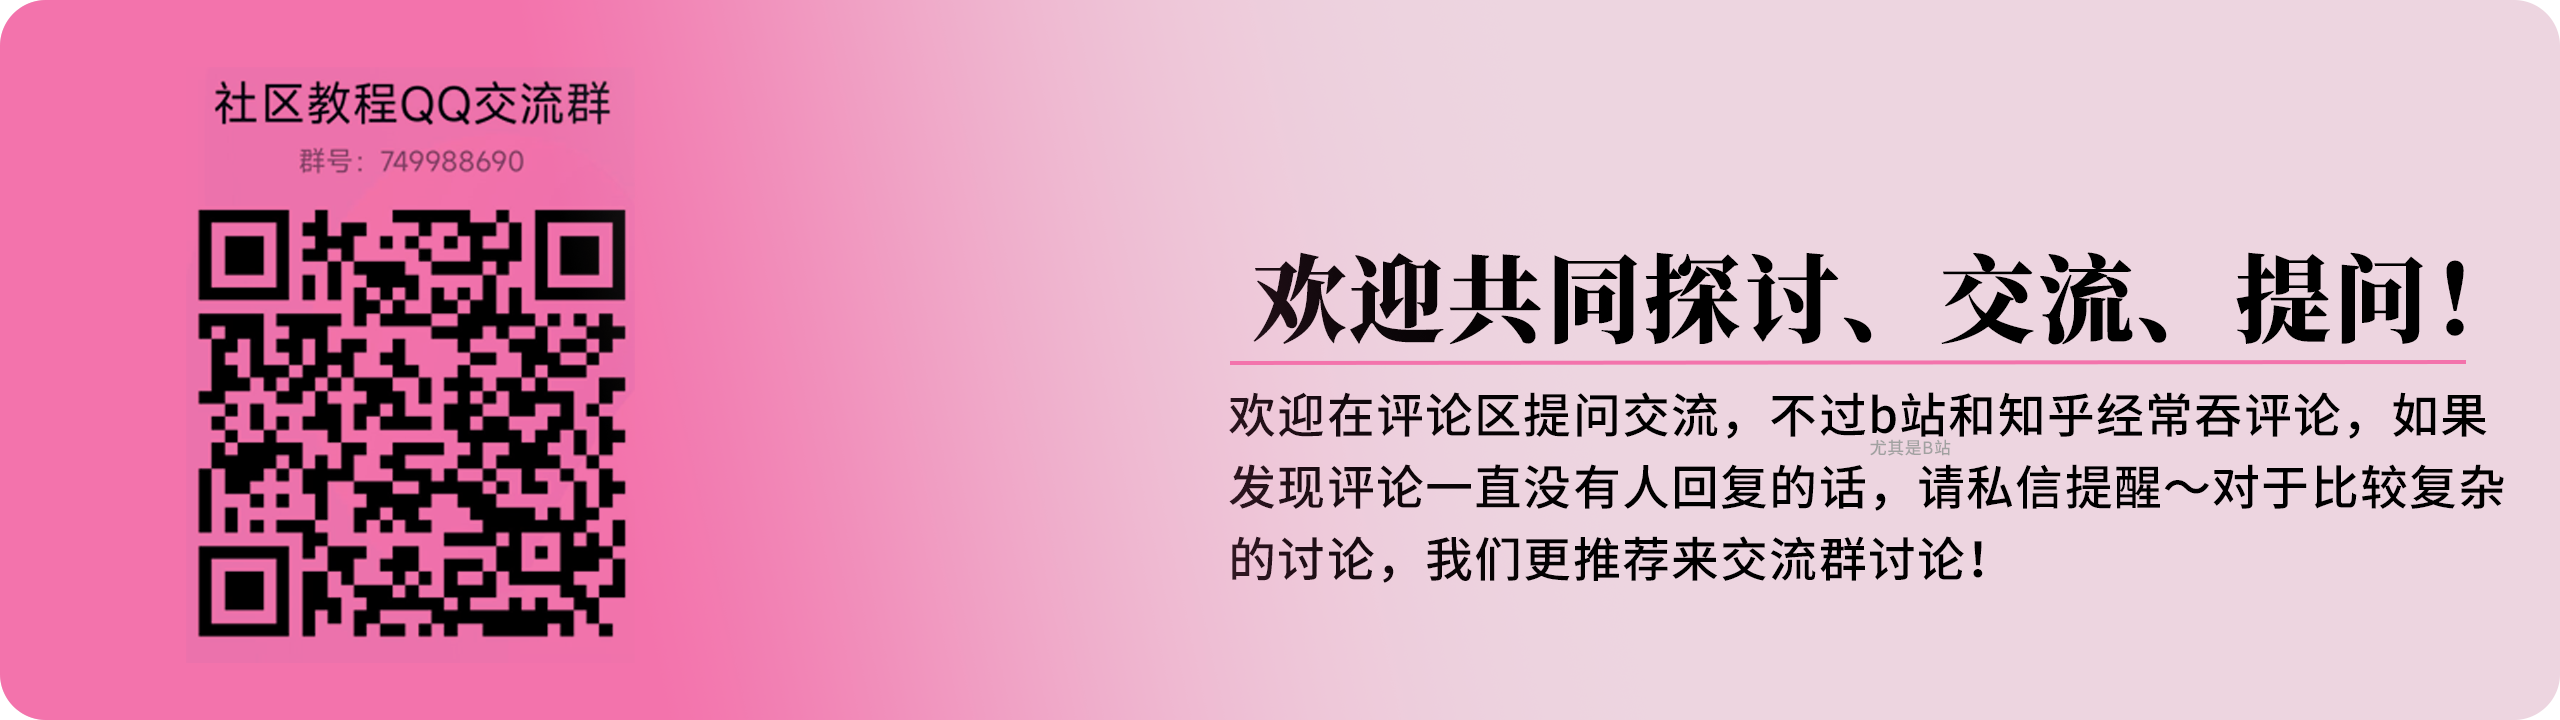 社区教程QQ交流群
群号：749988690
欢迎共同探讨、交流、提问！
欢迎在评论区提问交流，不过b站和知乎经常吞评论，如果
尤其是B站
发现评论一直没有人回复的话，请私信提醒～对于比较复杂
的讨论，我们更推荐来交流群讨论！